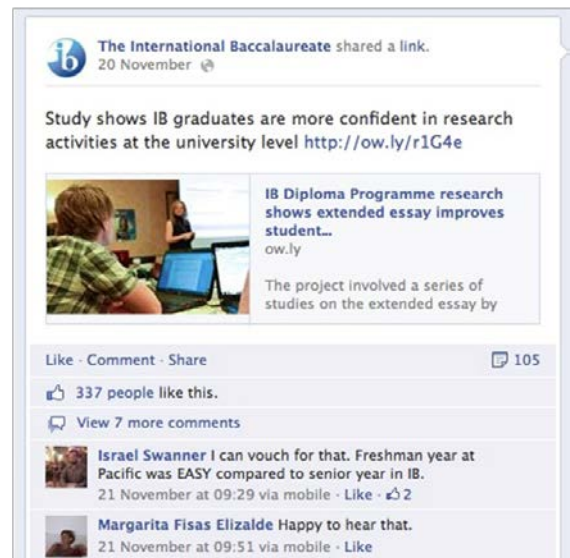 ib
The International Baccalaureate shared a link.
20 November
Study shows IB graduates are more confident in research
activities at the university level http://ow.ly/r1G4e
IB Diploma Programme research
shows extended essay improves
student...
ow.ly
The project involved a series of
studies on the extended essay by
Like · Comment · Share
105
337 people like this.
View 7 more comments
Israel Swanner I can vouch for that. Freshman year at
Pacific was EASY compared to senior year in IB.
21 November at 09:29 via mobile · Like · 2
Margarita Fisas Elizalde Happy to hear that.
21 November at 09:51 via mobile · Like